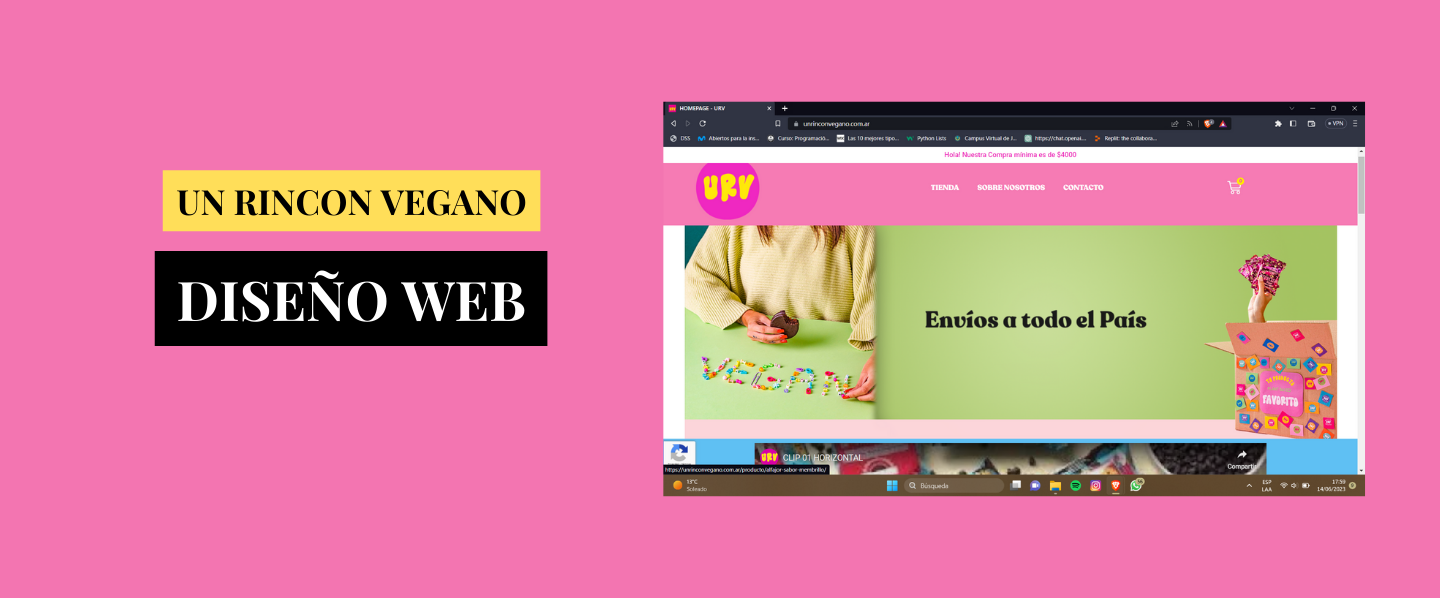 UN RINCON VEGANO
DISEÑO WEB
HOMEPAGE - URV
unrinconvegano.com.ar
VPN
DSS
Abiertos para la ins...
Curso: Programació...
Las 10 mejores tipo...
Python Lists
Campus Virtual de J...
https://chat.openai....
Replit: the collabora...
Hola! Nuestra Compra mínima es de $4000
URV
TIENDA
SOBRE NOSOTROS
CONTACTO
0
VEGAN
Envíos a todo el País
TU PRODUCTO
FAVORITO
URV
CLIP 01 HORIZONTAL
Compartir
https://unrinconvegano.com.ar/producto/alfajor-sabor-membrillo/
13°C
Soleado
Búsqueda
ESP
LAA
17:59
14/06/2023